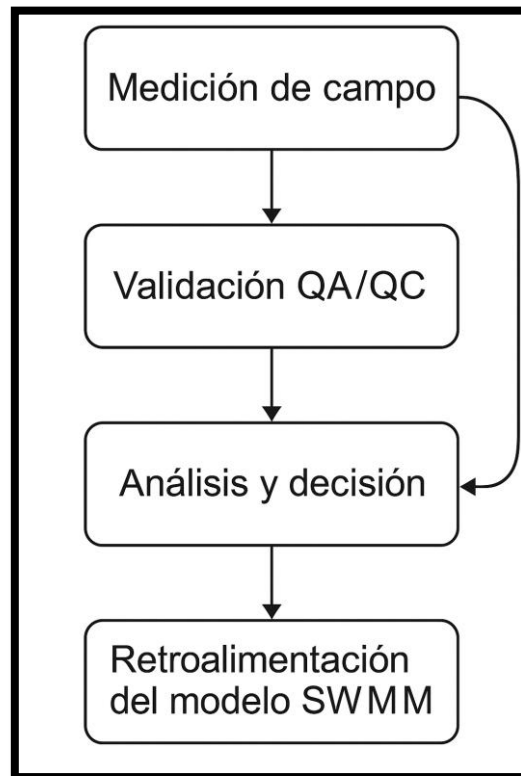 Medición de campo
Validación QA/QC
Análisis y decisión
Retroalimentación
del modelo SWMM